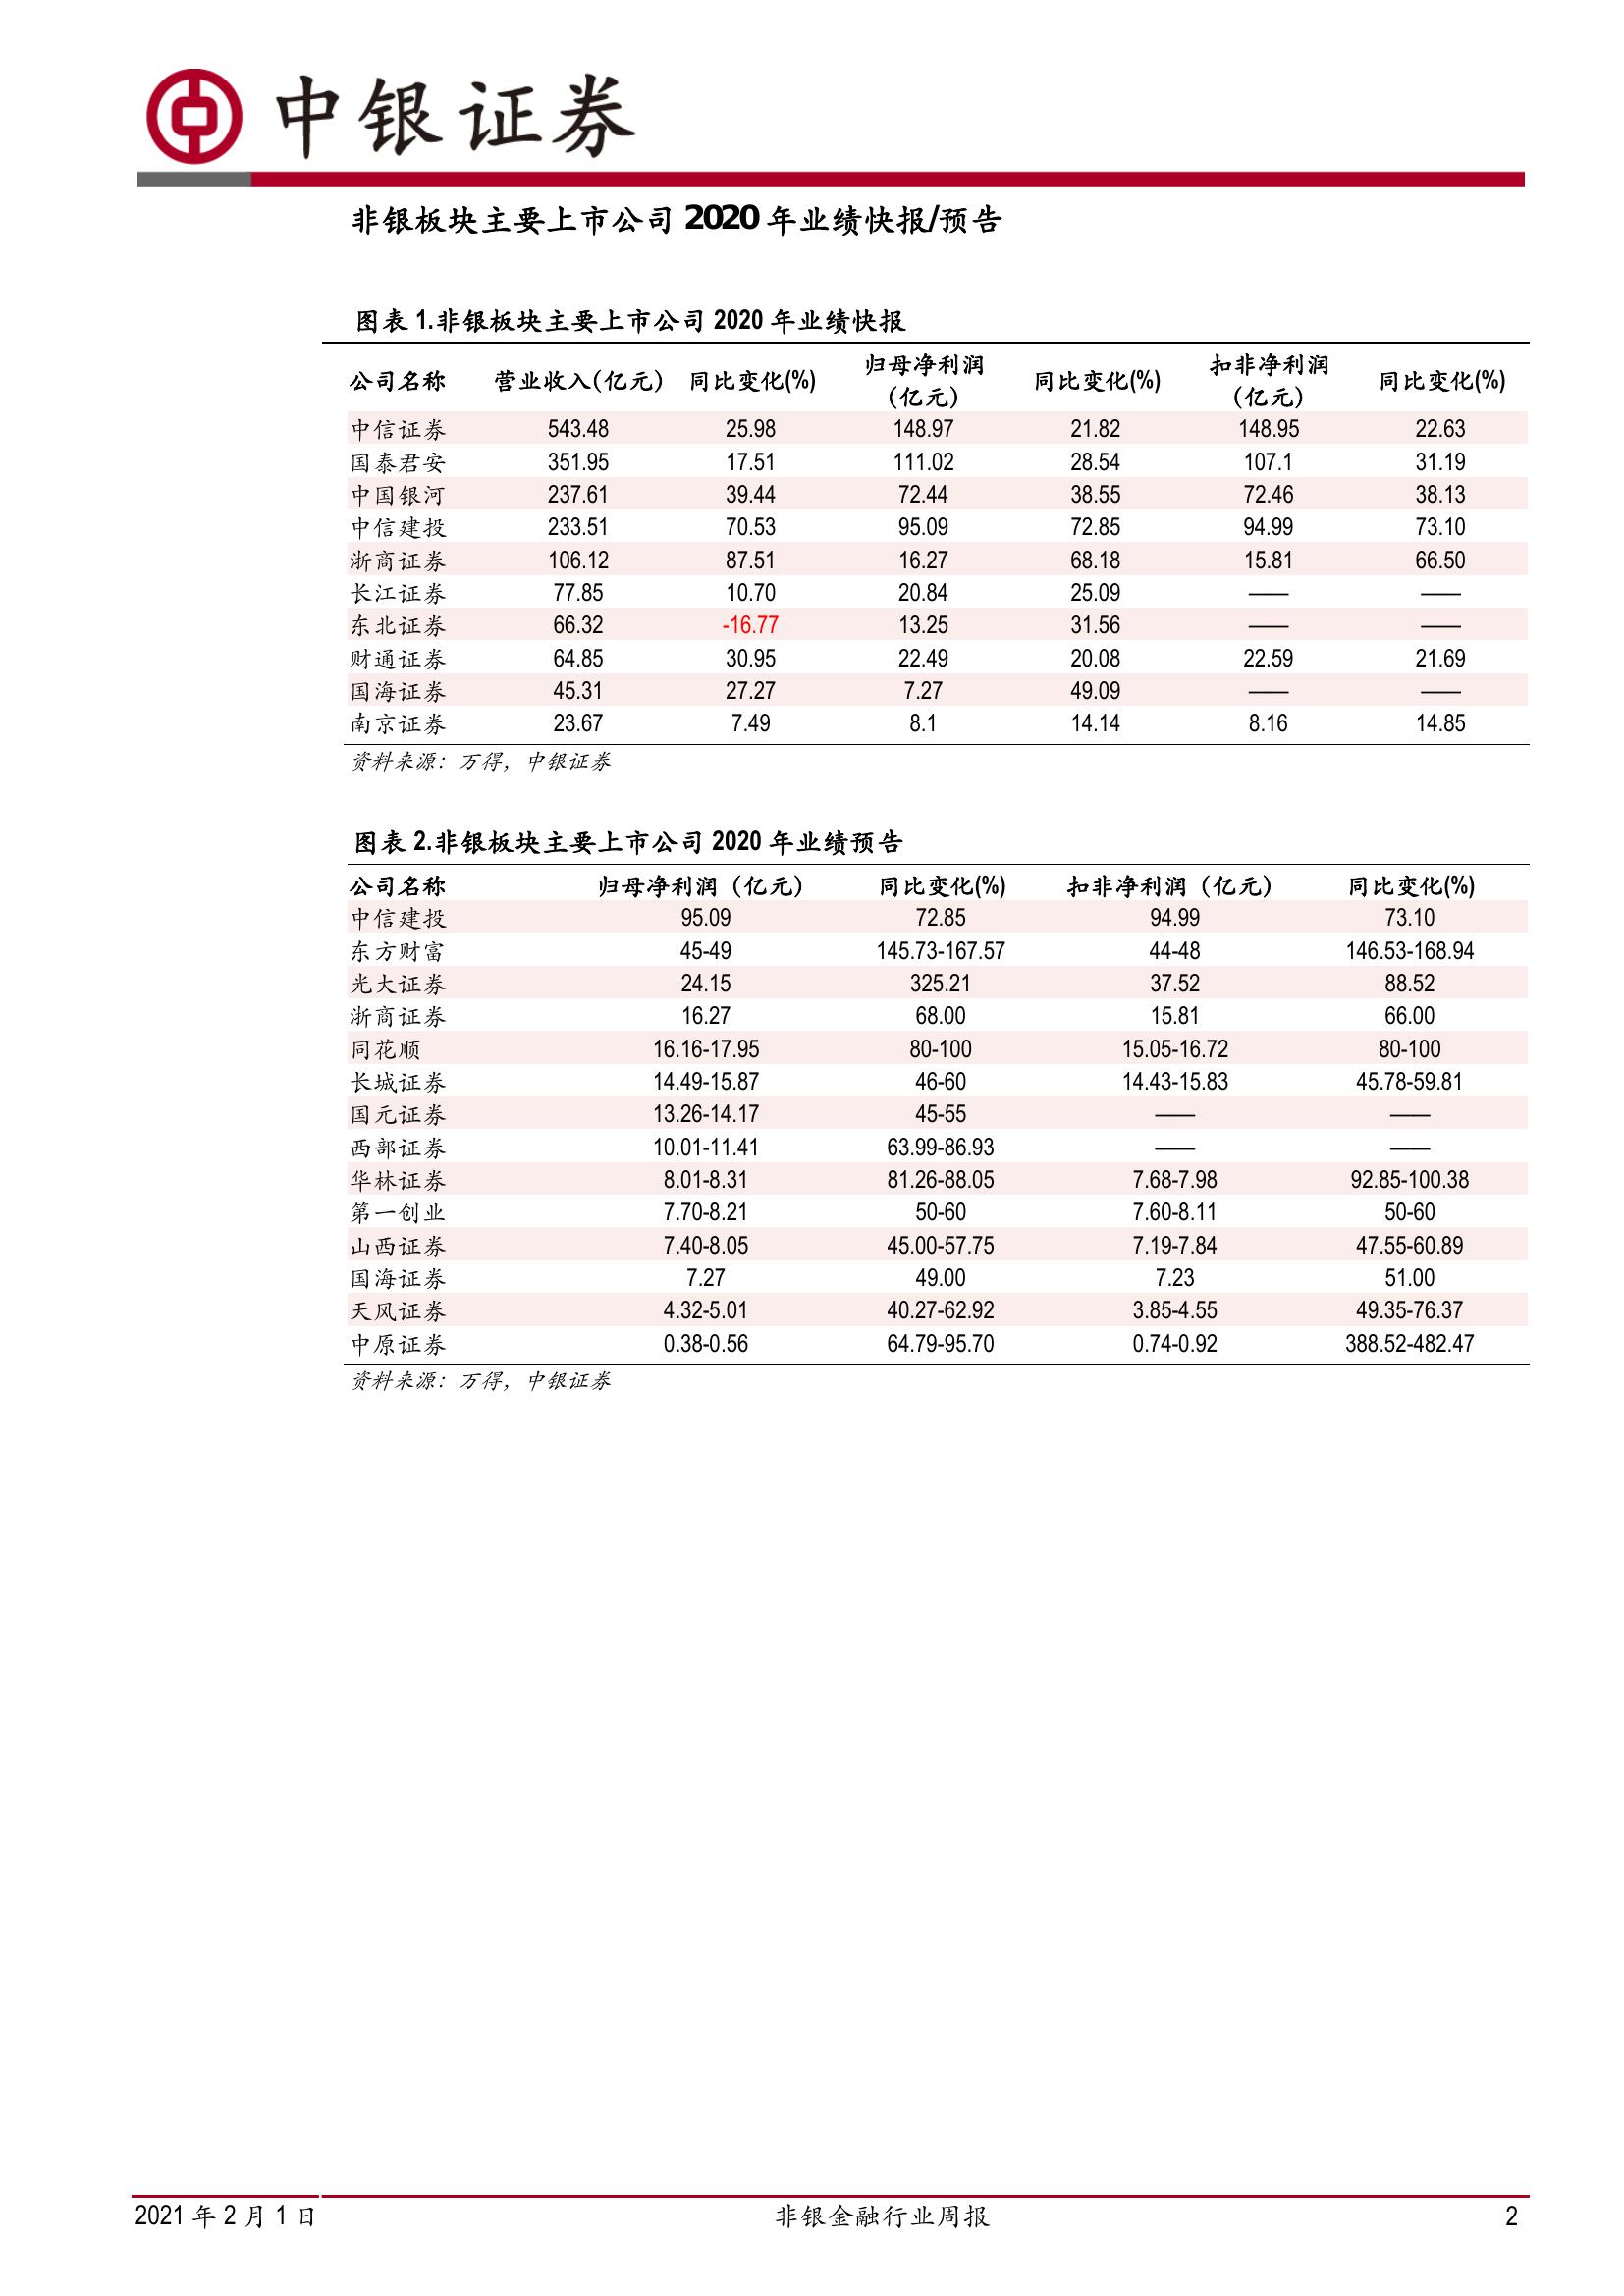 中银证券
非银板块主要上市公司 2020 年业绩快报/预告
图表 1.非银板块主要上市公司 2020 年业绩快报
公司名称 营业收入(亿元) 同比变化(%) 归母净利润(亿元) 同比变化(%) 扣非净利润(亿元) 同比变化(%)
中信证券 543.48 25.98 148.97 21.82 148.95 22.63
国泰君安 351.95 17.51 111.02 28.54 107.1 31.19
中国银河 237.61 39.44 72.44 38.55 72.46 38.13
中信建投 233.51 70.53 95.09 72.85 94.99 73.10
浙商证券 106.12 87.51 16.27 68.18 15.81 66.50
长江证券 77.85 10.70 20.84 25.09 —— ——
东北证券 66.32 -16.77 13.25 31.56 —— ——
财通证券 64.85 30.95 22.49 20.08 22.59 21.69
国海证券 45.31 27.27 7.27 49.09 —— ——
南京证券 23.67 7.49 8.1 14.14 8.16 14.85
资料来源：万得，中银证券
图表 2.非银板块主要上市公司 2020 年业绩预告
公司名称 归母净利润（亿元） 同比变化(%) 扣非净利润（亿元） 同比变化(%)
中信建投 95.09 72.85 94.99 73.10
东方财富 45-49 145.73-167.57 44-48 146.53-168.94
光大证券 24.15 325.21 37.52 88.52
浙商证券 16.27 68.00 15.81 66.00
同花顺 16.16-17.95 80-100 15.05-16.72 80-100
长城证券 14.49-15.87 46-60 14.43-15.83 45.78-59.81
国元证券 13.26-14.17 45-55 —— ——
西部证券 10.01-11.41 63.99-86.93 —— ——
华林证券 8.01-8.31 81.26-88.05 7.68-7.98 92.85-100.38
第一创业 7.70-8.21 50-60 7.60-8.11 50-60
山西证券 7.40-8.05 45.00-57.75 7.19-7.84 47.55-60.89
国海证券 7.27 49.00 7.23 51.00
天风证券 4.32-5.01 40.27-62.92 3.85-4.55 49.35-76.37
中原证券 0.38-0.56 64.79-95.70 0.74-0.92 388.52-482.47
资料来源：万得，中银证券
2021 年 2 月 1 日 非银金融行业周报 2